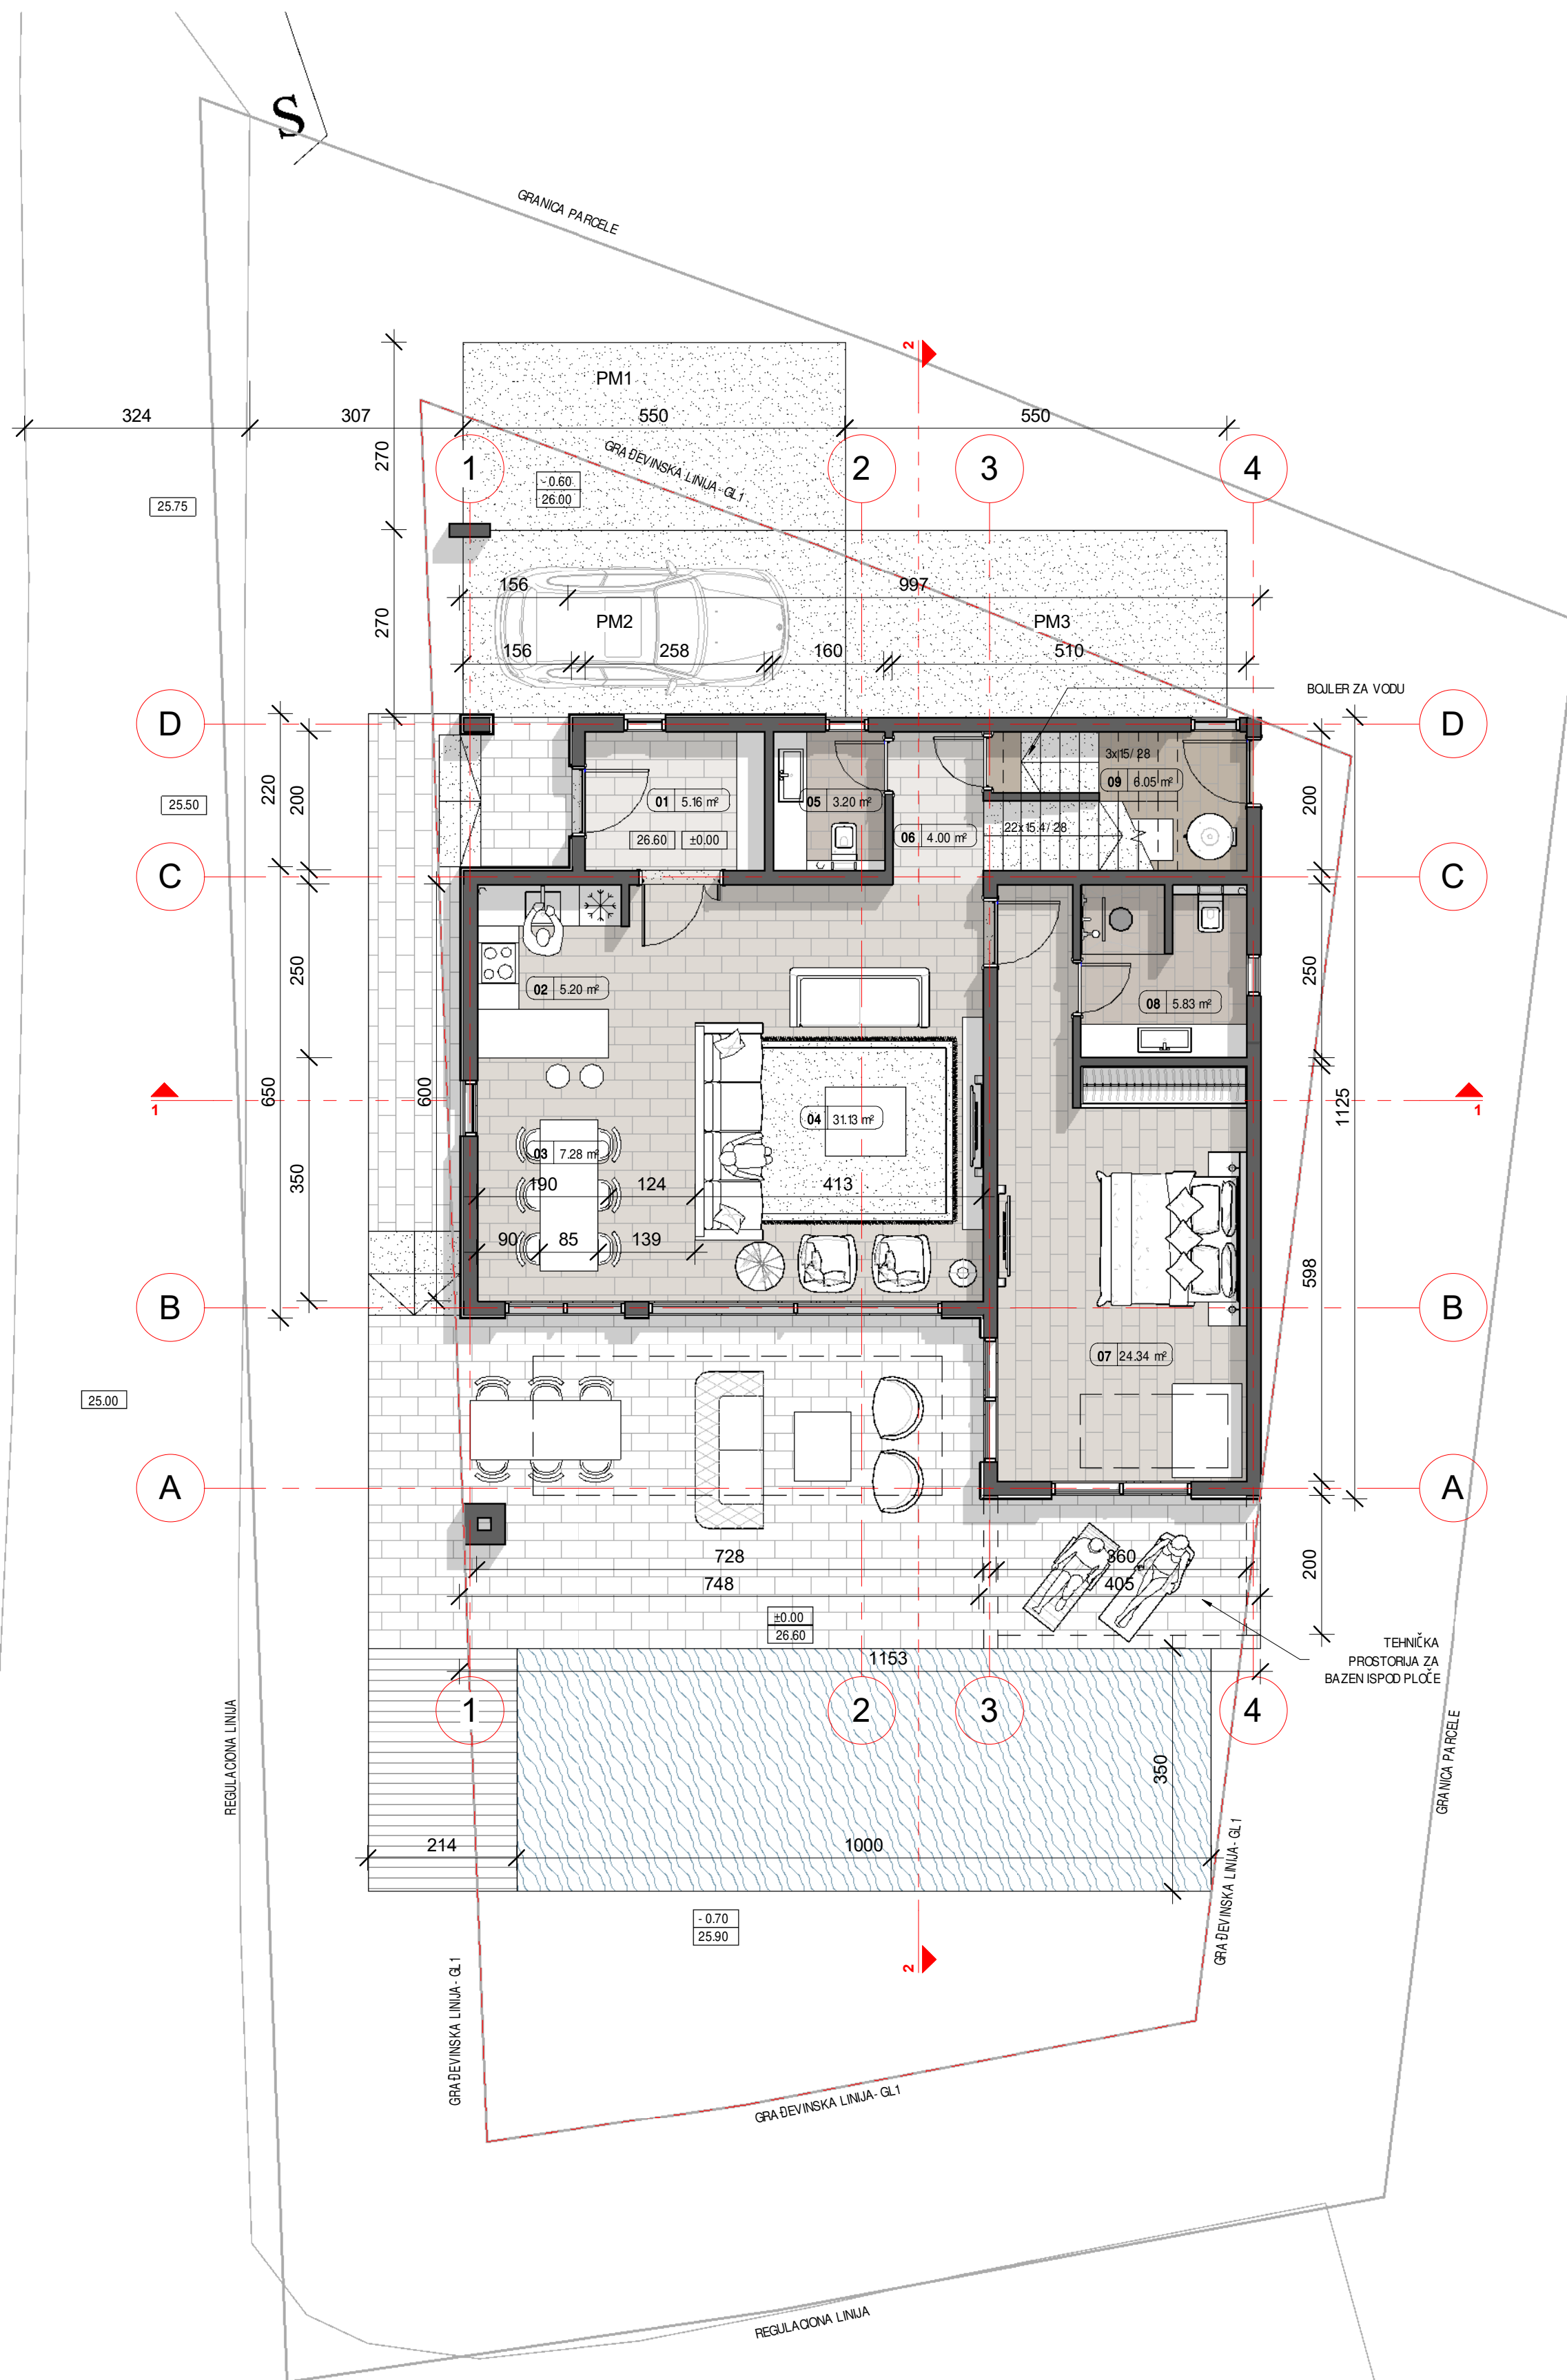 S
GRANICA PARCELE
PM1
324
307
550
550
270
GRAĐEVINSKA LINIJA- GL1
1
2
3
4
2
- 0.60
26.00
25.75
156
997
270
PM2
PM3
156
258
160
510
BOJLER ZA VODU
D
D
3x15/ 28
09 6.05 m²
01 5.16 m²
05 3.20 m²
220
200
200
25.50
26.60
±0.00
06 4.00 m²
22x15.4/ 28
C
C
250
250
02 5.20 m²
08 5.83 m²
650
600
1
1
1125
04 31.13 m²
03 7.28 m²
350
190
124
413
90
85
139
598
B
B
07 24.34 m²
25.00
A
A
728
360
748
405
200
±0.00
26.60
TEHNIČKA
PROSTORIJA ZA
BAZEN ISPOD PLOČE
1153
1
2
3
4
REGULACIONA LINIJA
GRANICA PARCELE
350
214
1000
GRAĐEVINSKA LINIJA- GL1
- 0.70
25.90
2
GRAĐEVINSKA LINIJA- GL1
GRAĐEVINSKA LINIJA- GL1
REGULACIONA LINIJA